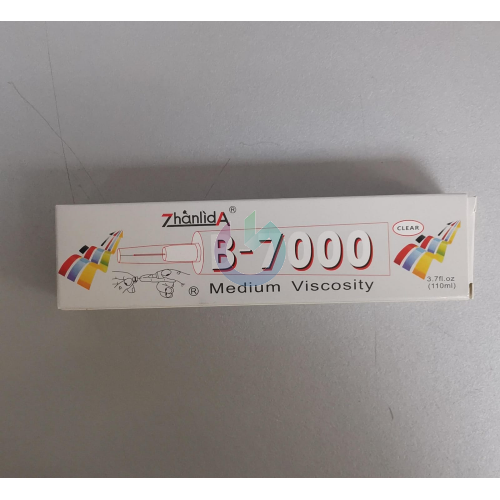 ZhanlidA®
B-7000
CLEAR
® Medium Viscosity
3.7fl.oz
(110ml)